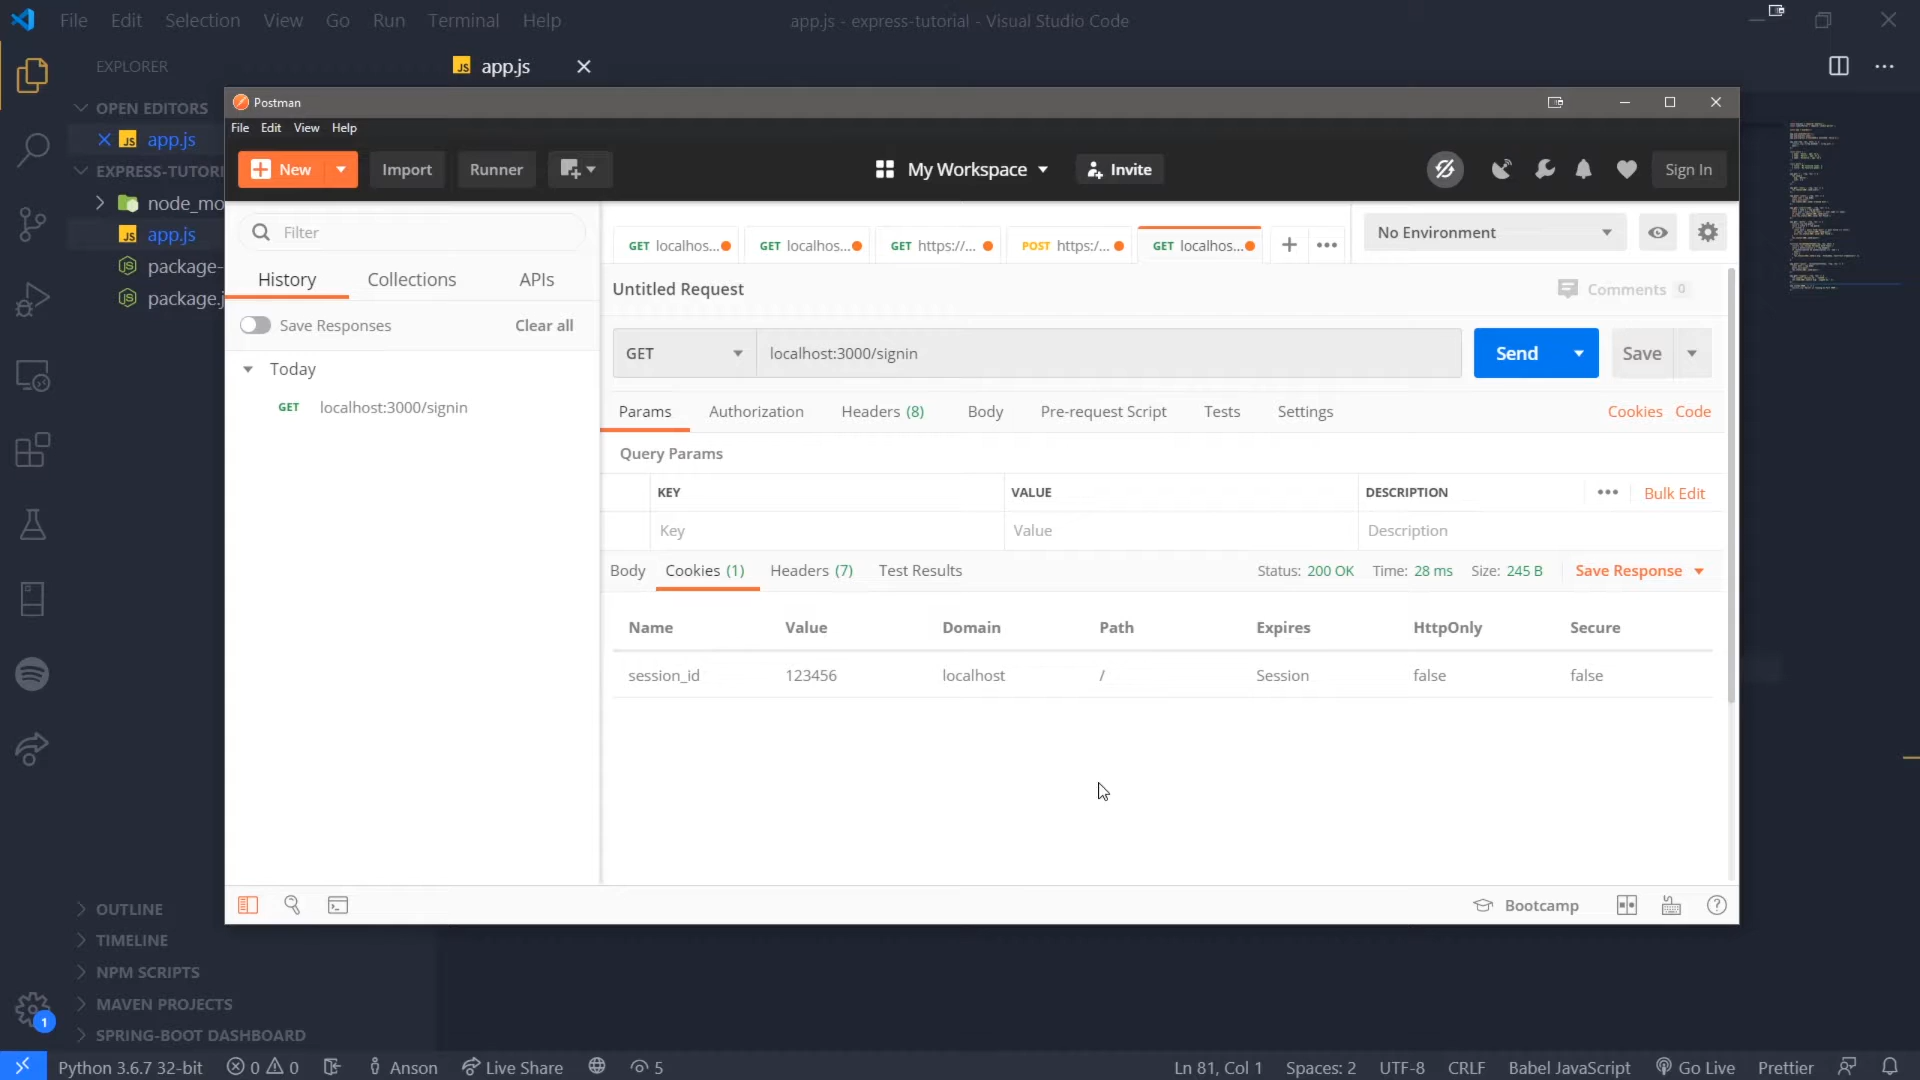 File Edit Selection View Go Run Terminal Help
app.js - express-tutorial - Visual Studio Code
EXPLORER
JS app.js
OPEN EDITORS
JS app.js
EXPRESS-TUTORI
node_mo
JS app.js
package-
package.j
Postman
File Edit View Help
New
Import
Runner
My Workspace
Invite
Sign In
Filter
History
Collections
APIs
Save Responses
Clear all
Today
GET localhost:3000/signin
GET localhos...
GET localhos...
GET https://...
POST https:/...
GET localhos...
No Environment
Untitled Request
Comments 0
GET
localhost:3000/signin
Send
Save
Params Authorization Headers (8) Body Pre-request Script Tests Settings
Cookies Code
Query Params
KEY VALUE DESCRIPTION
Bulk Edit
Key Value Description
Body Cookies (1) Headers (7) Test Results
Status: 200 OK Time: 28 ms Size: 245 B
Save Response
Name Value Domain Path Expires HttpOnly Secure
session_id 123456 localhost / Session false false
Bootcamp
OUTLINE
TIMELINE
NPM SCRIPTS
MAVEN PROJECTS
SPRING-BOOT DASHBOARD
1
Python 3.6.7 32-bit 0 0 Anson Live Share 5
Ln 81, Col 1 Spaces: 2 UTF-8 CRLF Babel JavaScript Go Live Prettier